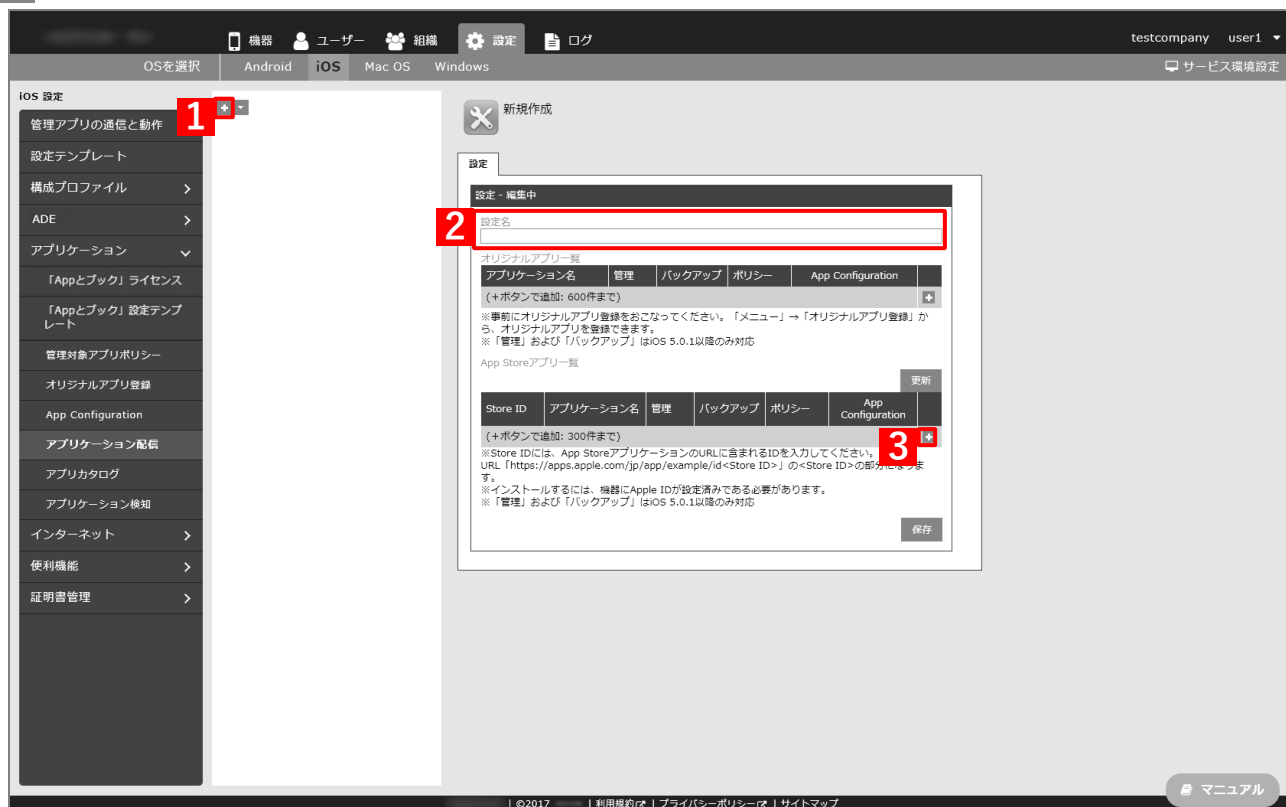 機器 ユーザー 組織 設定 ログ testcompany user1
OSを選択 Android iOS Mac OS Windows サービス環境設定
iOS 設定
管理アプリの通信と動作
設定テンプレート
構成プロファイル
ADE
アプリケーション
「Appとブック」ライセンス
「Appとブック」設定テンプ
レート
管理対象アプリポリシー
オリジナルアプリ登録
App Configuration
アプリケーション配信
アプリカタログ
アプリケーション検知
インターネット
便利機能
証明書管理
1
新規作成
設定
設定 - 編集中
2
設定名
オリジナルアプリ一覧
アプリケーション名 管理 バックアップ ポリシー App Configuration
(+ボタンで追加: 600件まで)
※事前にオリジナルアプリ登録をおこなってください。「メニュー」→「オリジナルアプリ登録」か
ら、オリジナルアプリを登録できます。
※「管理」および「バックアップ」はiOS 5.0.1以降のみ対応
App Storeアプリ一覧
更新
Store ID アプリケーション名 管理 バックアップ ポリシー App
Configuration
(+ボタンで追加: 300件まで)
3
※Store IDには、App StoreアプリケーションのURLに含まれるIDを入力してください。
URL「https://apps.apple.com/jp/app/example/id<Store ID>」の<Store ID>の部分になりま
す。
※インストールするには、機器にApple IDが設定済みである必要があります。
※「管理」および「バックアップ」はiOS 5.0.1以降のみ対応
保存
マニュアル
| ©2017 | 利用規約 | プライバシーポリシー | サイトマップ